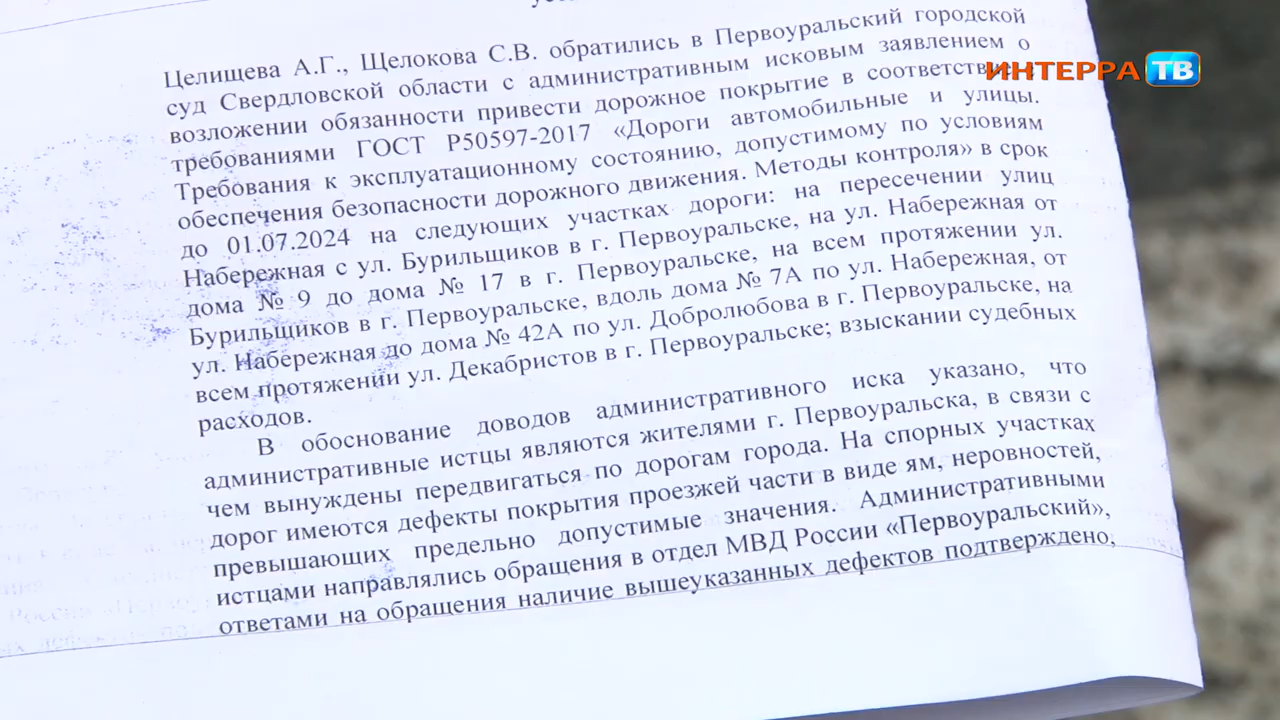 Целищева А.Г., Щелокова С.В. обратились в Первоуральский городской
суд Свердловской области с административным исковым заявлением о
возложении обязанности привести дорожное покрытие в соответствие с
требованиями ГОСТ Р50597-2017 «Дороги автомобильные и улицы.
Требования к эксплуатационному состоянию, допустимому по условиям
обеспечения безопасности дорожного движения. Методы контроля» в срок
до 01.07.2024 на следующих участках дороги: на пересечении улиц
Набережная с ул. Бурильщиков в г. Первоуральске, на ул. Набережная от
дома № 9 до дома № 17 в г. Первоуральске, на всем протяжении ул.
Бурильщиков в г. Первоуральске, вдоль дома № 7А по ул. Набережная, от
ул. Набережная до дома № 42А по ул. Добролюбова в г. Первоуральске, на
всем протяжении ул. Декабристов в г. Первоуральске; взыскании судебных
расходов.
В обоснование доводов административного иска указано, что
административные истцы являются жителями г. Первоуральска, в связи с
чем вынуждены передвигаться по дорогам города. На спорных участках
дорог имеются дефекты покрытия проезжей части в виде ям, неровностей,
превышающих предельно допустимые значения. Административными
истцами направлялись обращения в отдел МВД России «Первоуральский»,
ответами на обращения наличие вышеуказанных дефектов подтверждено,
ИНТЕРРА ТВ